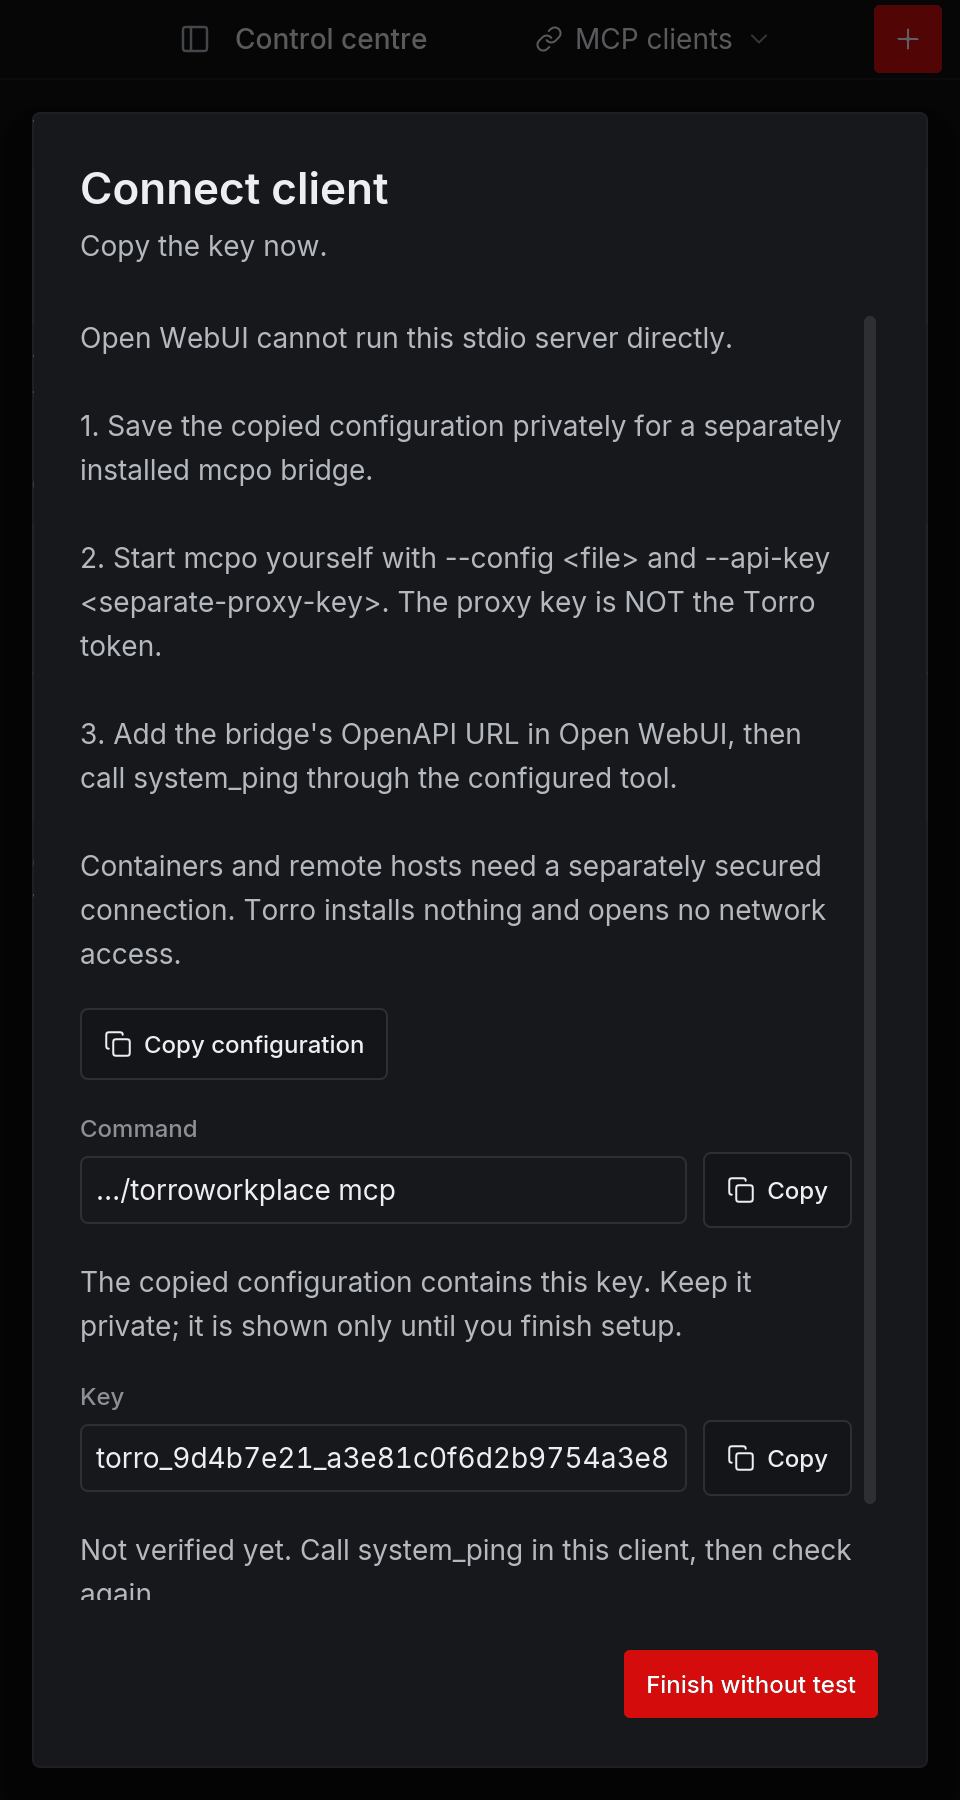 Control centre
MCP clients
Connect client
Copy the key now.
Open WebUI cannot run this stdio server directly.
1. Save the copied configuration privately for a separately
installed mcpo bridge.
2. Start mcpo yourself with --config <file> and --api-key
<separate-proxy-key>. The proxy key is NOT the Torro
token.
3. Add the bridge's OpenAPI URL in Open WebUI, then
call system_ping through the configured tool.
Containers and remote hosts need a separately secured
connection. Torro installs nothing and opens no network
access.
Copy configuration
Command
.../torroworkplace mcp
Copy
The copied configuration contains this key. Keep it
private; it is shown only until you finish setup.
Key
torro_9d4b7e21_a3e81c0f6d2b9754a3e8
Copy
Not verified yet. Call system_ping in this client, then check
again
Finish without test